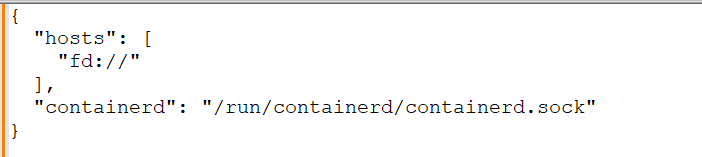 {
  "hosts": [
    "fd://"
  ],
  "containerd": "/run/containerd/containerd.sock"
}